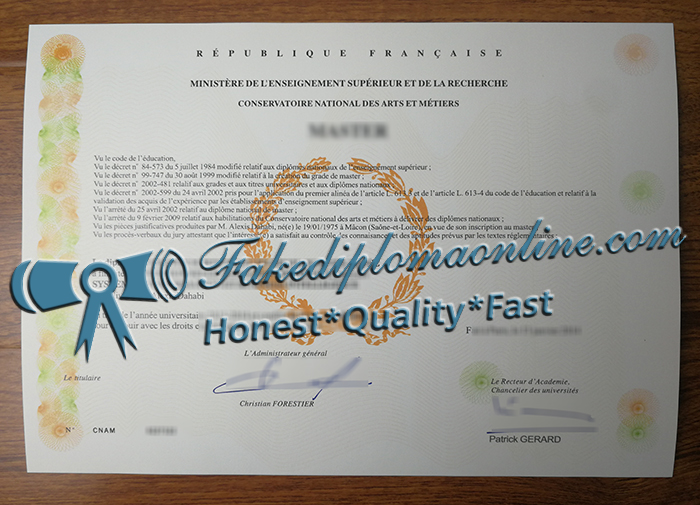 RÉPUBLIQUE FRANÇAISE
MINISTÈRE DE L'ENSEIGNEMENT SUPÉRIEUR ET DE LA RECHERCHE
CONSERVATOIRE NATIONAL DES ARTS ET MÉTIERS
MASTER
Vu le code de l'éducation,
Vu le décret n° 84-573 du 5 juillet 1984 modifié relatif aux diplômes nationaux de l'enseignement supérieur ;
Vu le décret n° 99-747 du 30 août 1999 modifié relatif à la création du grade de master ;
Vu le décret n° 2002-481 relatif aux grades et aux titres universitaires et aux diplômes nationaux
Vu le décret n° 2002-599 du 24 avril 2002 pris pour l'application du premier alinéa de l'article L. 613-3 et de l'article L. 613-4 du code de l'éducation et relatif à la
validation des acquis de l'expérience par les établissements d'enseignement supérieur ;
Vu l'arrêté du 25 avril 2002 relatif au diplôme national de master ;
Vu l'arrêté du 9 février 2009 relatif aux habilitations du Conservatoire national des arts et métiers à délivrer des diplômes nationaux ;
Vu les pièces justificatives produites par M. Alexis Dahabi, né(e) le 19/01/1975 à Mâcon (Saône-et-Loire), en vue de son inscription au master
Vu les procès-verbaux du jury attestant que l'intéressé(e) a satisfait au contrôle des connaissances et des aptitudes prévus par les textes réglementaires
© Fakediplomaonline.com
Dahabi
Honest*Quality*Fast
de l'année universitaire
avec les droits
L'Administrateur général
Le titulaire
Le Recteur d'Académie,
Chancelier des universités
Christian FORESTIER
N° CNAM
Patrick GERARD